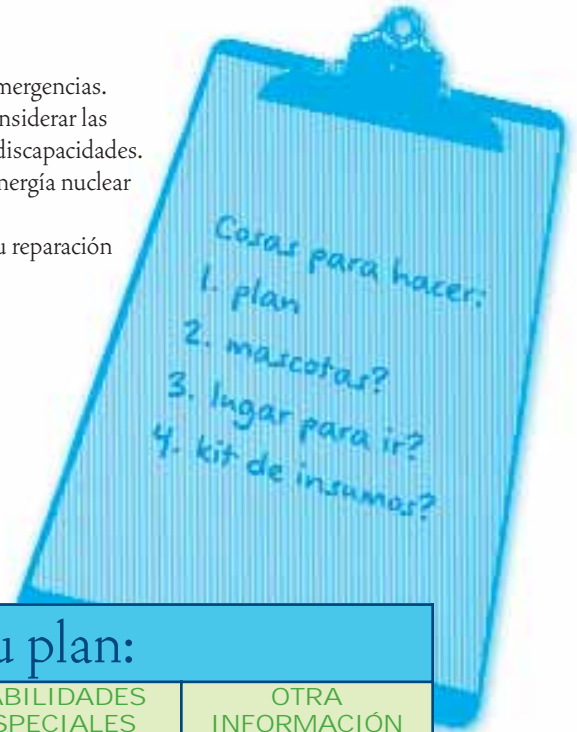 mergencias.
nsiderar las
discapacidades.
nergía nuclear
u reparación
Cosas para hacer:
1. plan
2. mascotas?
3. lugar para ir?
4. kit de insumos?
u plan:
ABILIDADES
SPECIALES
OTRA
INFORMACIÓN